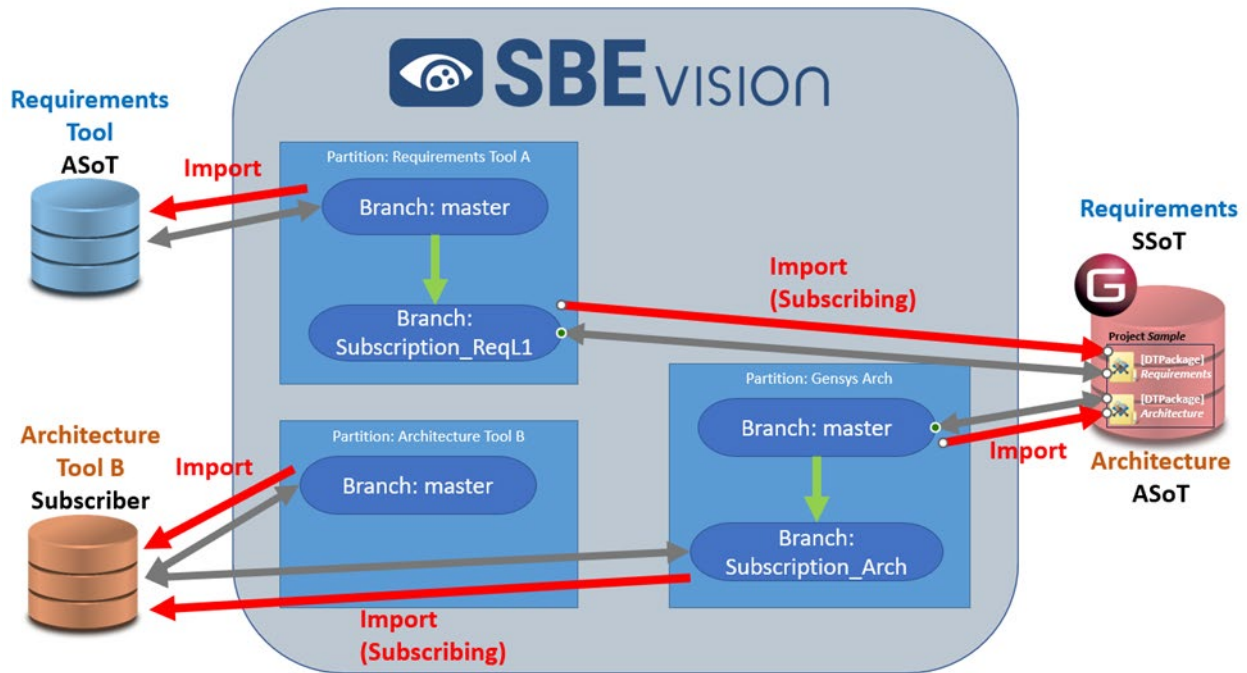 SBE VISION
Requirements
Tool
ASoT
Import
Partition: Requirements Tool A
Branch: master
Branch:
Subscription_ReqL1
Import
(Subscribing)
Requirements
SSoT
G
Project Sample
[DTPackage]
Requirements
[DTPackage]
Architecture
Architecture
ASoT
Partition: Gensys Arch
Branch: master
Import
Branch:
Subscription_Arch
Architecture
Tool B
Subscriber
Import
Partition: Architecture Tool B
Branch: master
Import
(Subscribing)